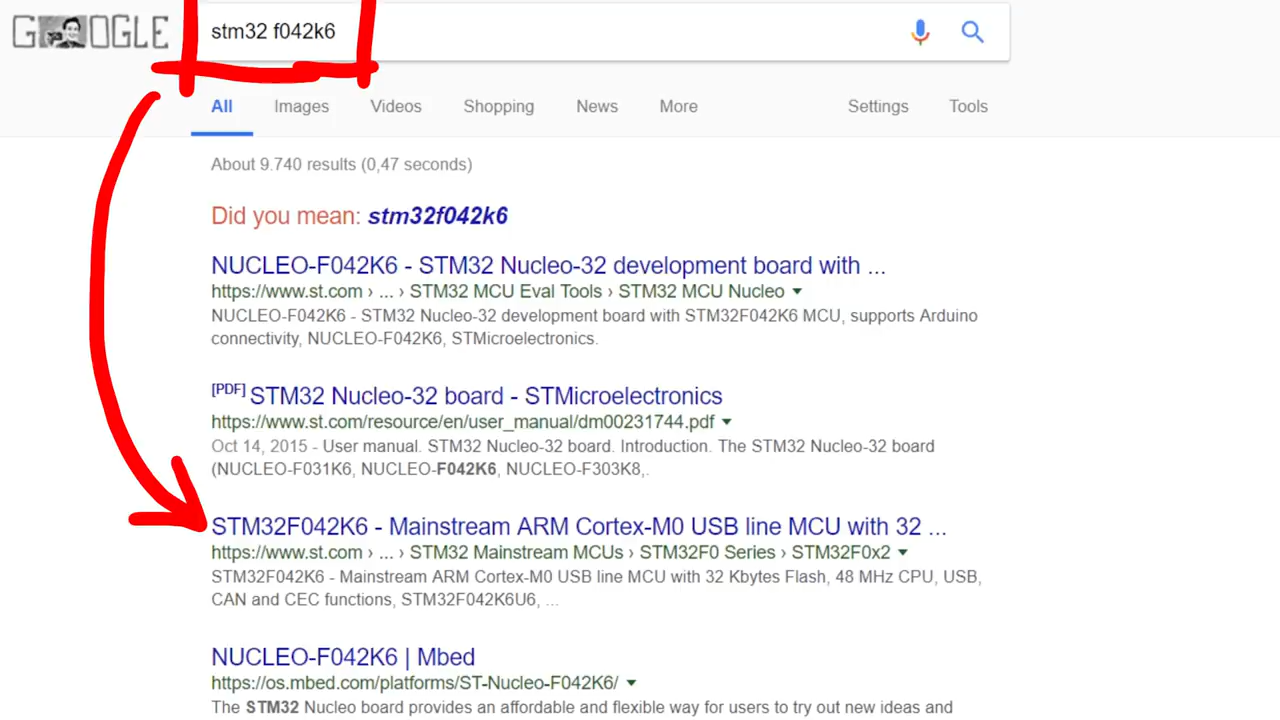 GOOGLE
stm32 f042k6
All Images Videos Shopping News More Settings Tools
About 9.740 results (0,47 seconds)
Did you mean: stm32f042k6
NUCLEO-F042K6 - STM32 Nucleo-32 development board with ...
https://www.st.com › ... › STM32 MCU Eval Tools › STM32 MCU Nucleo
NUCLEO-F042K6 - STM32 Nucleo-32 development board with STM32F042K6 MCU, supports Arduino
connectivity, NUCLEO-F042K6, STMicroelectronics.
[PDF] STM32 Nucleo-32 board - STMicroelectronics
https://www.st.com/resource/en/user_manual/dm00231744.pdf
Oct 14, 2015 - User manual. STM32 Nucleo-32 board. Introduction. The STM32 Nucleo-32 board
(NUCLEO-F031K6, NUCLEO-F042K6, NUCLEO-F303K8,.
STM32F042K6 - Mainstream ARM Cortex-M0 USB line MCU with 32 ...
https://www.st.com › ... › STM32 Mainstream MCUs › STM32F0 Series › STM32F0x2
STM32F042K6 - Mainstream ARM Cortex-M0 USB line MCU with 32 Kbytes Flash, 48 MHz CPU, USB,
CAN and CEC functions, STM32F042K6U6, ...
NUCLEO-F042K6 | Mbed
https://os.mbed.com/platforms/ST-Nucleo-F042K6/
The STM32 Nucleo board provides an affordable and flexible way for users to try out new ideas and